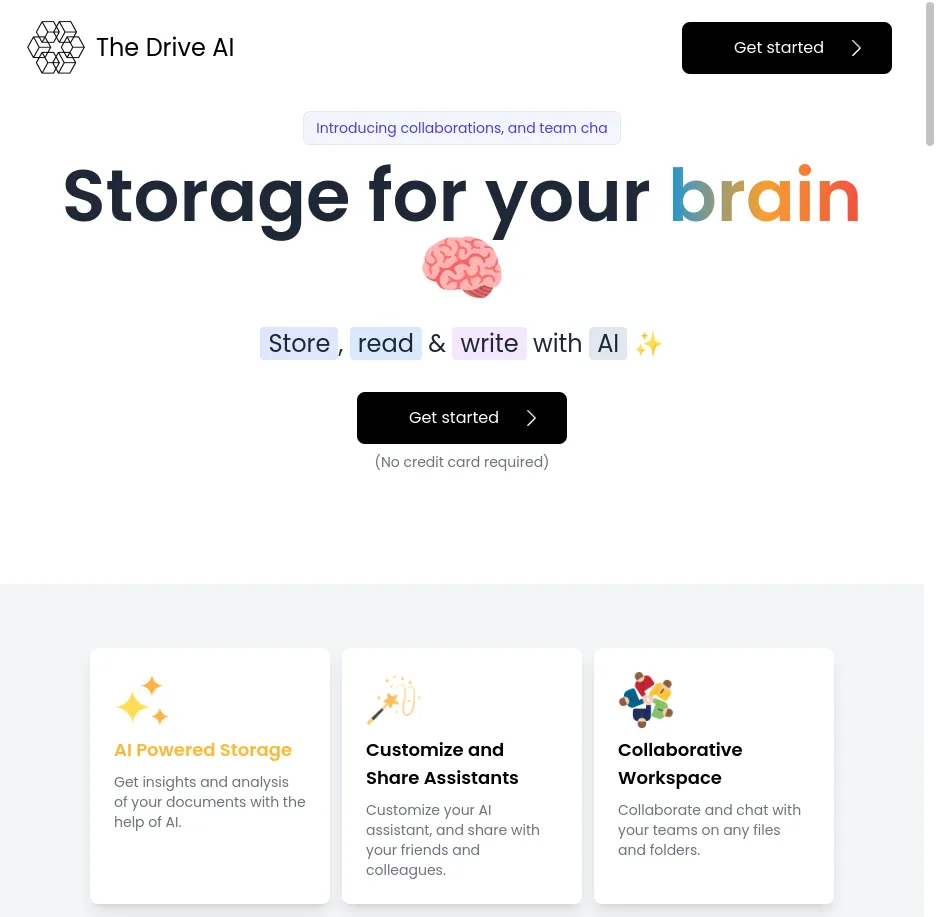 The Drive AI
Get started
Introducing collaborations, and team cha
Storage for your brain
Store, read & write with AI
Get started
(No credit card required)
AI Powered Storage
Get insights and analysis
of your documents with the
help of AI.
Customize and
Share Assistants
Customize your AI
assistant, and share with
your friends and
colleagues.
Collaborative
Workspace
Collaborate and chat with
your teams on any files
and folders.